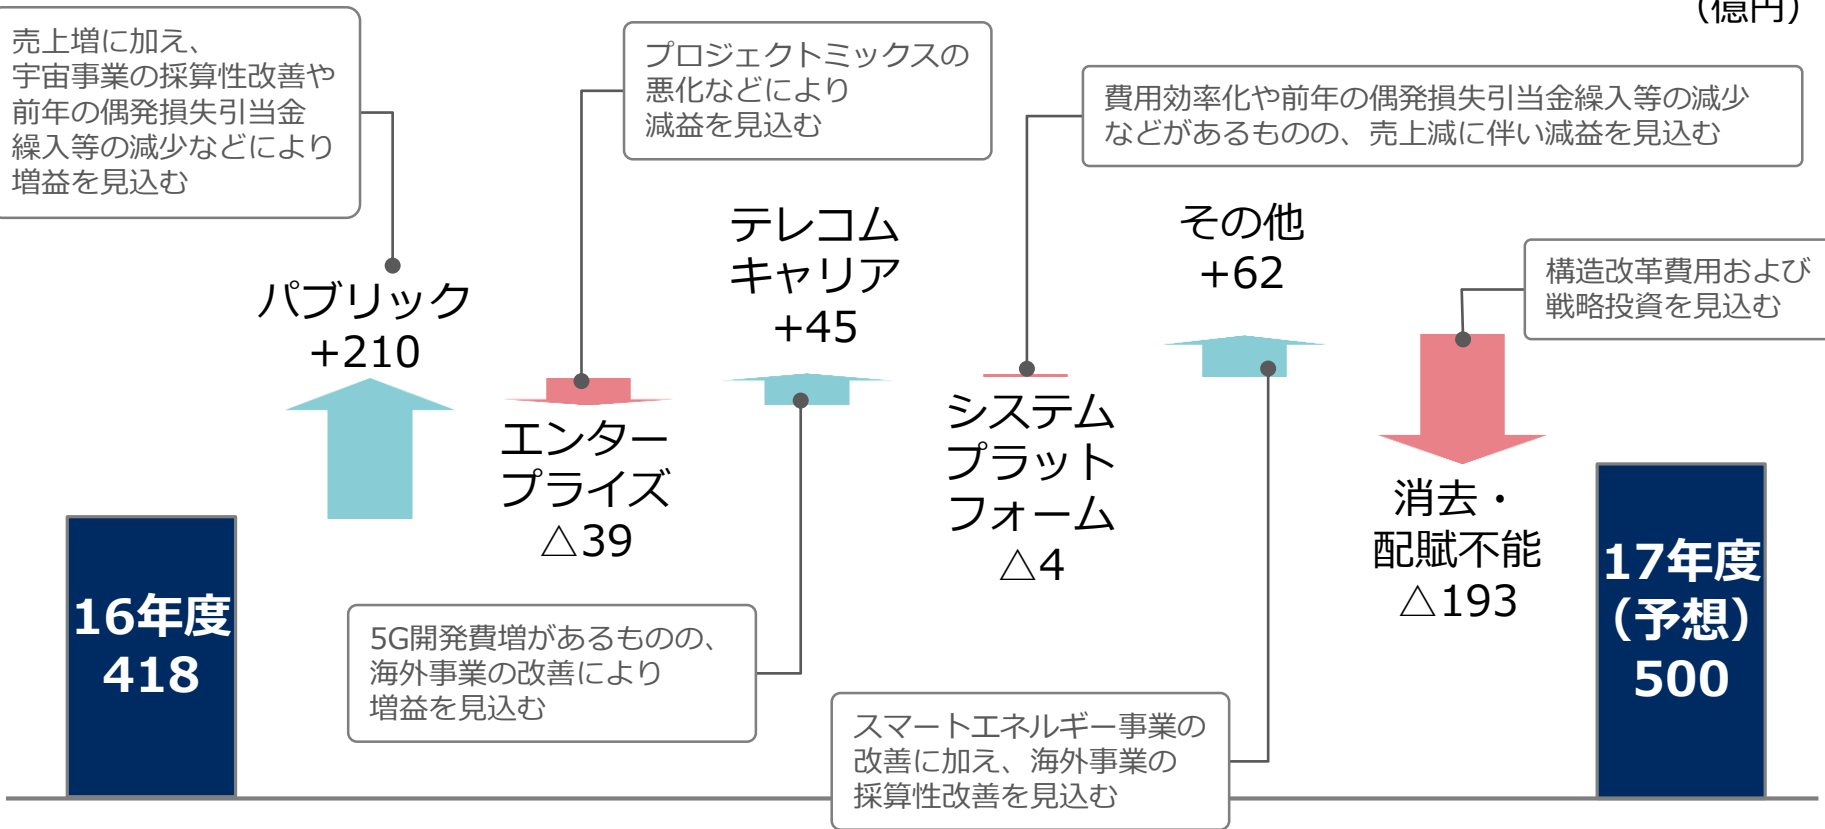 （億円）
売上増に加え、
宇宙事業の採算性改善や
前年の偶発損失引当金
繰入等の減少などにより
増益を見込む
プロジェクトミックスの
悪化などにより
減益を見込む
費用効率化や前年の偶発損失引当金繰入等の減少
などがあるものの、売上減に伴い減益を見込む
構造改革費用および
戦略投資を見込む
16年度
418
パブリック
+210
エンター
プライズ
△39
テレコム
キャリア
+45
システム
プラット
フォーム
△4
その他
+62
消去・
配賦不能
△193
17年度
（予想）
500
5G開発費増があるものの、
海外事業の改善により
増益を見込む
スマートエネルギー事業の
改善に加え、海外事業の
採算性改善を見込む